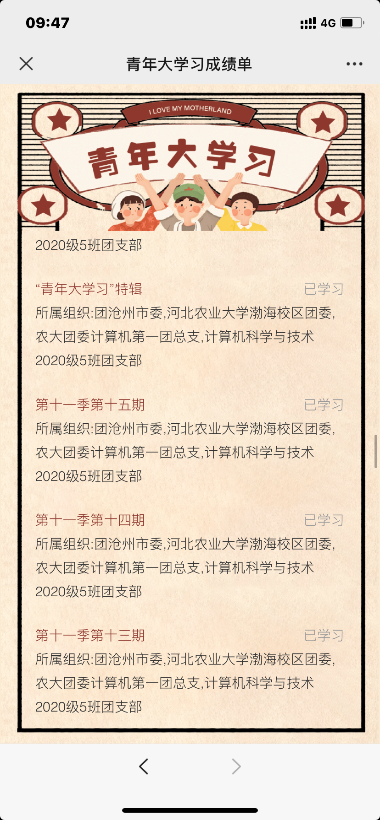 09:47
4G
青年大学习成绩单
I LOVE MY MOTHERLAND
青年大学习
2020级5班团支部
“青年大学习”特辑 已学习
所属组织:团沧州市委,河北农业大学渤海校区团委,
农大团委计算机第一团总支,计算机科学与技术
2020级5班团支部
第十一季第十五期 已学习
所属组织:团沧州市委,河北农业大学渤海校区团委,
农大团委计算机第一团总支,计算机科学与技术
2020级5班团支部
第十一季第十四期 已学习
所属组织:团沧州市委,河北农业大学渤海校区团委,
农大团委计算机第一团总支,计算机科学与技术
2020级5班团支部
第十一季第十三期 已学习
所属组织:团沧州市委,河北农业大学渤海校区团委,
农大团委计算机第一团总支,计算机科学与技术
2020级5班团支部